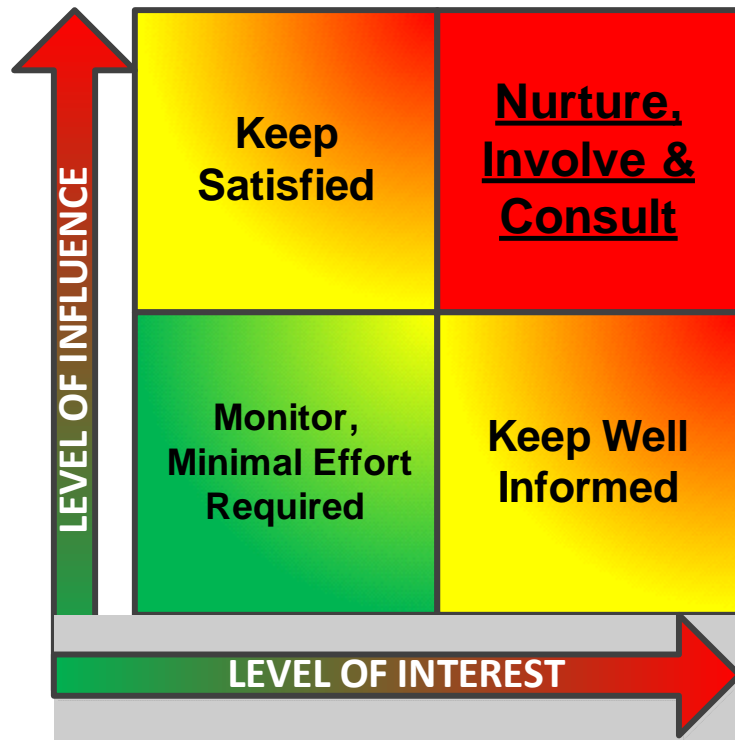 LEVEL OF INFLUENCE
Keep
Satisfied
Nurture,
Involve &
Consult
Monitor,
Minimal Effort
Required
Keep Well
Informed
LEVEL OF INTEREST